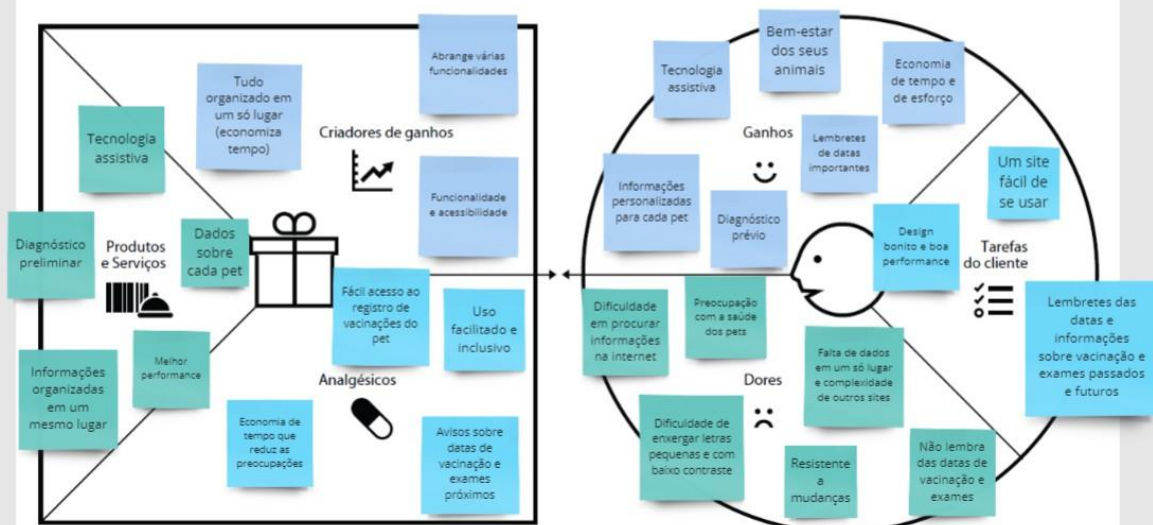 Abrange várias
funcionalidades
Tudo
organizado em
um só lugar
(economiza
tempo)
Criadores de ganhos
Tecnologia
assistiva
Funcionalidade
e acessibilidade
Diagnóstico
preliminar
Produtos
e Serviços
Dados
sobre
cada pet
Informações
organizadas
em um
mesmo lugar
Melhor
performance
Fácil acesso ao
registro de
vacinações do
pet
Uso
facilitado e
inclusivo
Analgésicos
Economia de
tempo que
reduz as
preocupações
Avisos sobre
datas de
vacinação e
exames
próximos
Tecnologia
assistiva
Bem-estar
dos seus
animais
Economia
de tempo e
de esforço
Ganhos
Lembretes
de datas
importantes
Informações
personalizadas
para cada pet
Diagnóstico
prévio
Um site
fácil de
se usar
Design
bonito e boa
performance
Tarefas
do cliente
Lembretes das
datas e
informações
sobre vacinação e
exames passados
e futuros
Dificuldade
em procurar
informações
na internet
Preocupação
com a saúde
dos pets
Falta de dados
em um só lugar
e complexidade
de outros sites
Dores
Dificuldade de
enxergar letras
pequenas e com
baixo contraste
Resistente
a
mudanças
Não lembra
das datas de
vacinação e
exames